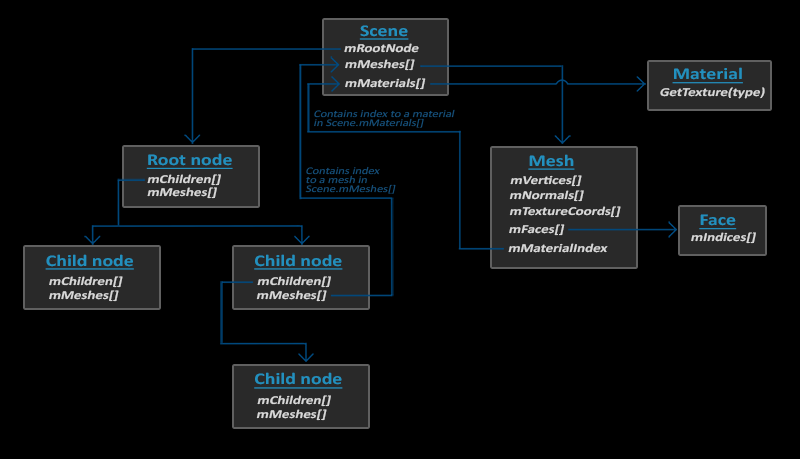 Scene
mRootNode
mMeshes[]
mMaterials[]
Material
GetTexture(type)
Contains index to a material
in Scene.mMaterials[]
Root node
mChildren[]
mMeshes[]
Contains index
to a mesh in
Scene.mMeshes[]
Mesh
mVertices[]
mNormals[]
mTextureCoords[]
mFaces[]
mMaterialIndex
Face
mIndices[]
Child node
mChildren[]
mMeshes[]
Child node
mChildren[]
mMeshes[]
Child node
mChildren[]
mMeshes[]